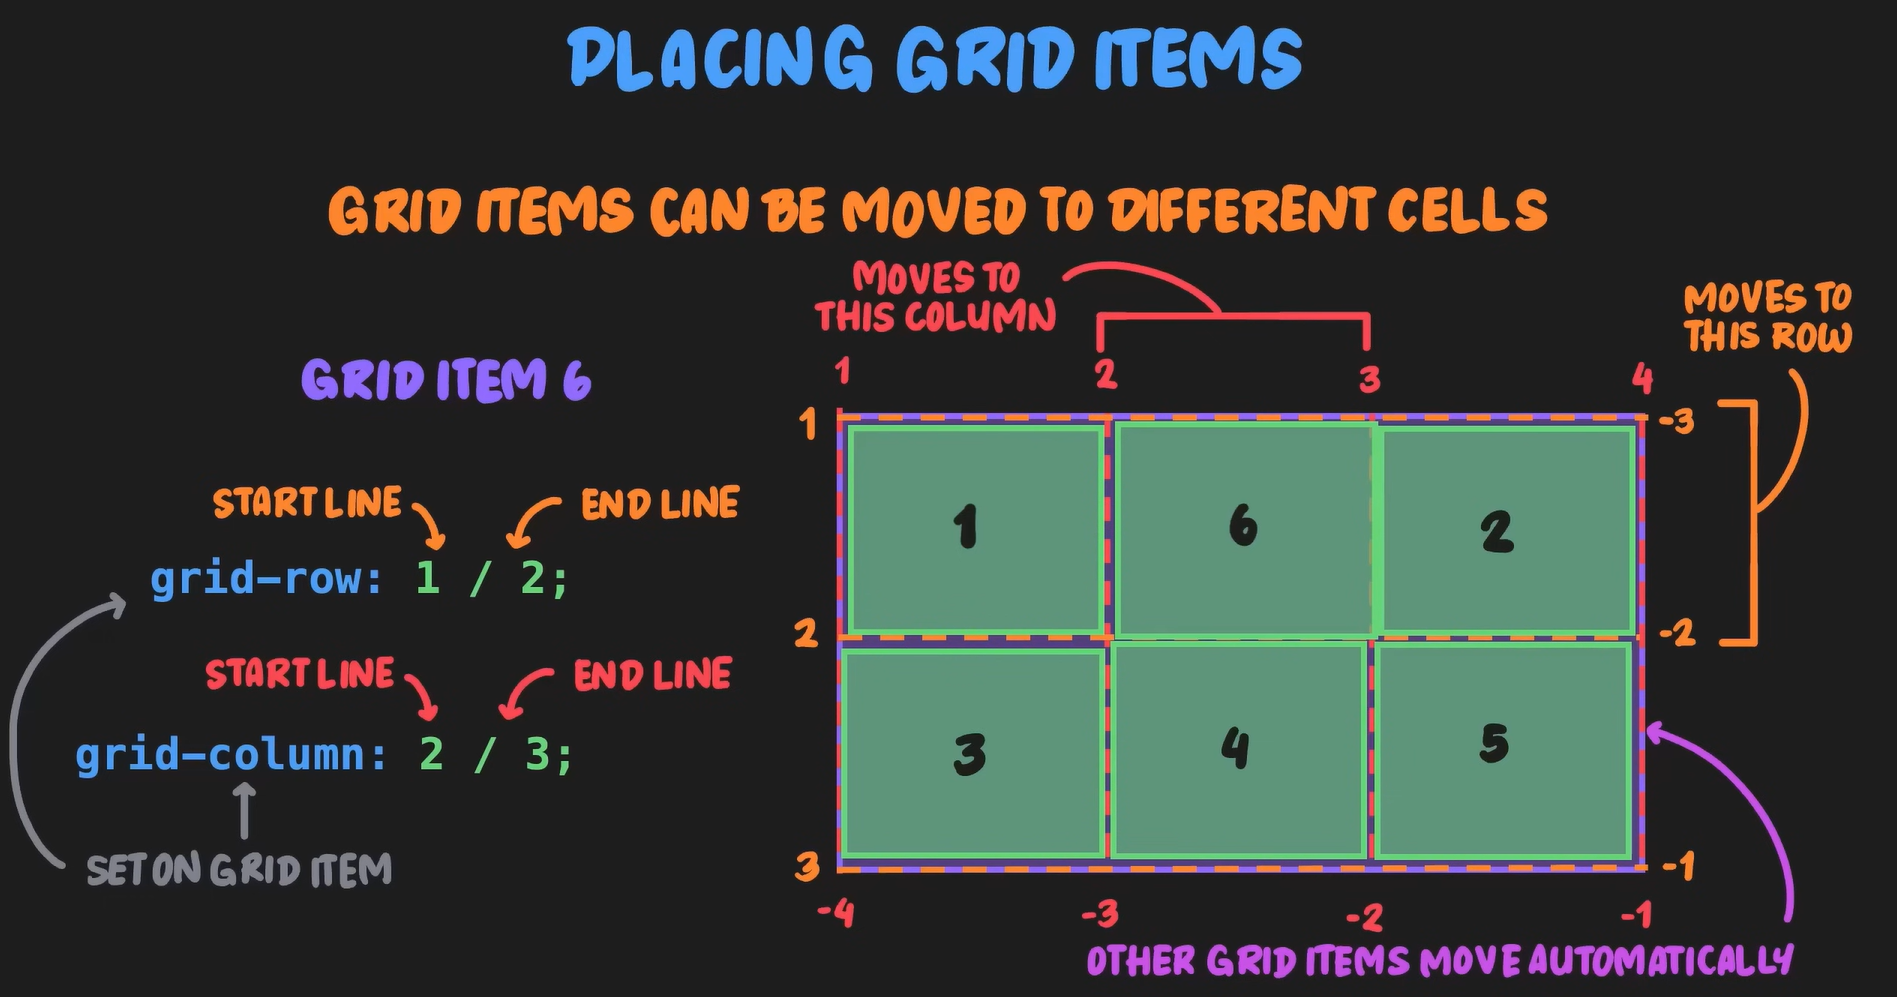 PLACING GRID ITEMS
GRID ITEMS CAN BE MOVED TO DIFFERENT CELLS
MOVES TO
THIS COLUMN
MOVES TO
THIS ROW
GRID ITEM 6
START LINE
END LINE
grid-row: 1 / 2;
START LINE
END LINE
grid-column: 2 / 3;
SET ON GRID ITEM
1 2 3 4
1 -3
1 6 2
2 -2
3 4 5
3 -1
-4 -3 -2 -1
OTHER GRID ITEMS MOVE AUTOMATICALLY